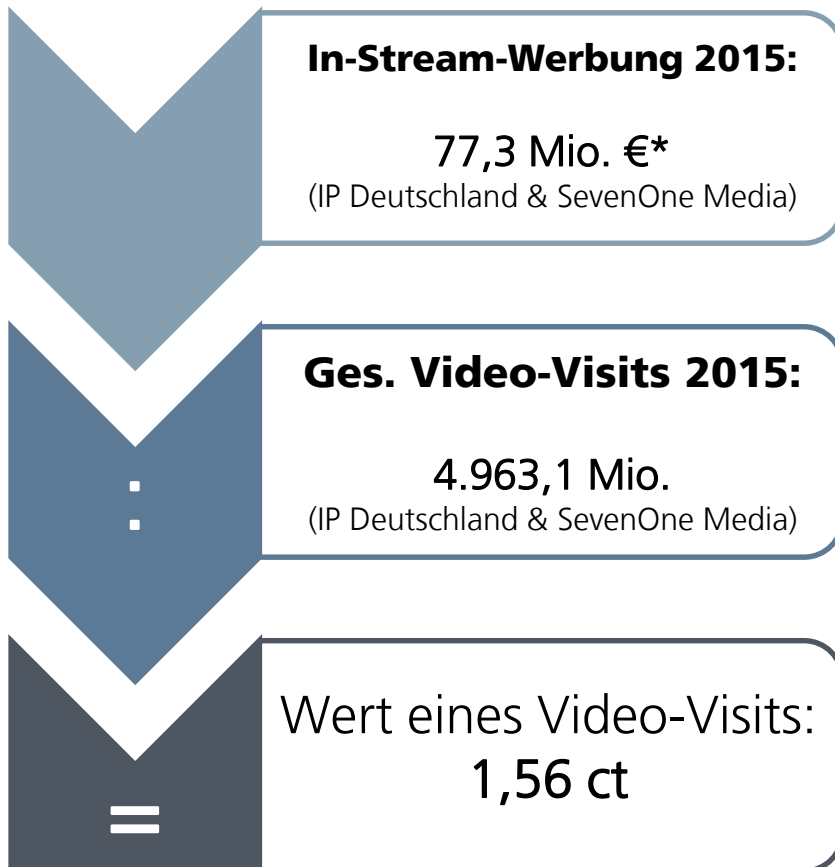 In-Stream-Werbung 2015:
77,3 Mio. €*
(IP Deutschland & SevenOne Media)
:
Ges. Video-Visits 2015:
4.963,1 Mio.
(IP Deutschland & SevenOne Media)
=
Wert eines Video-Visits:
1,56 ct